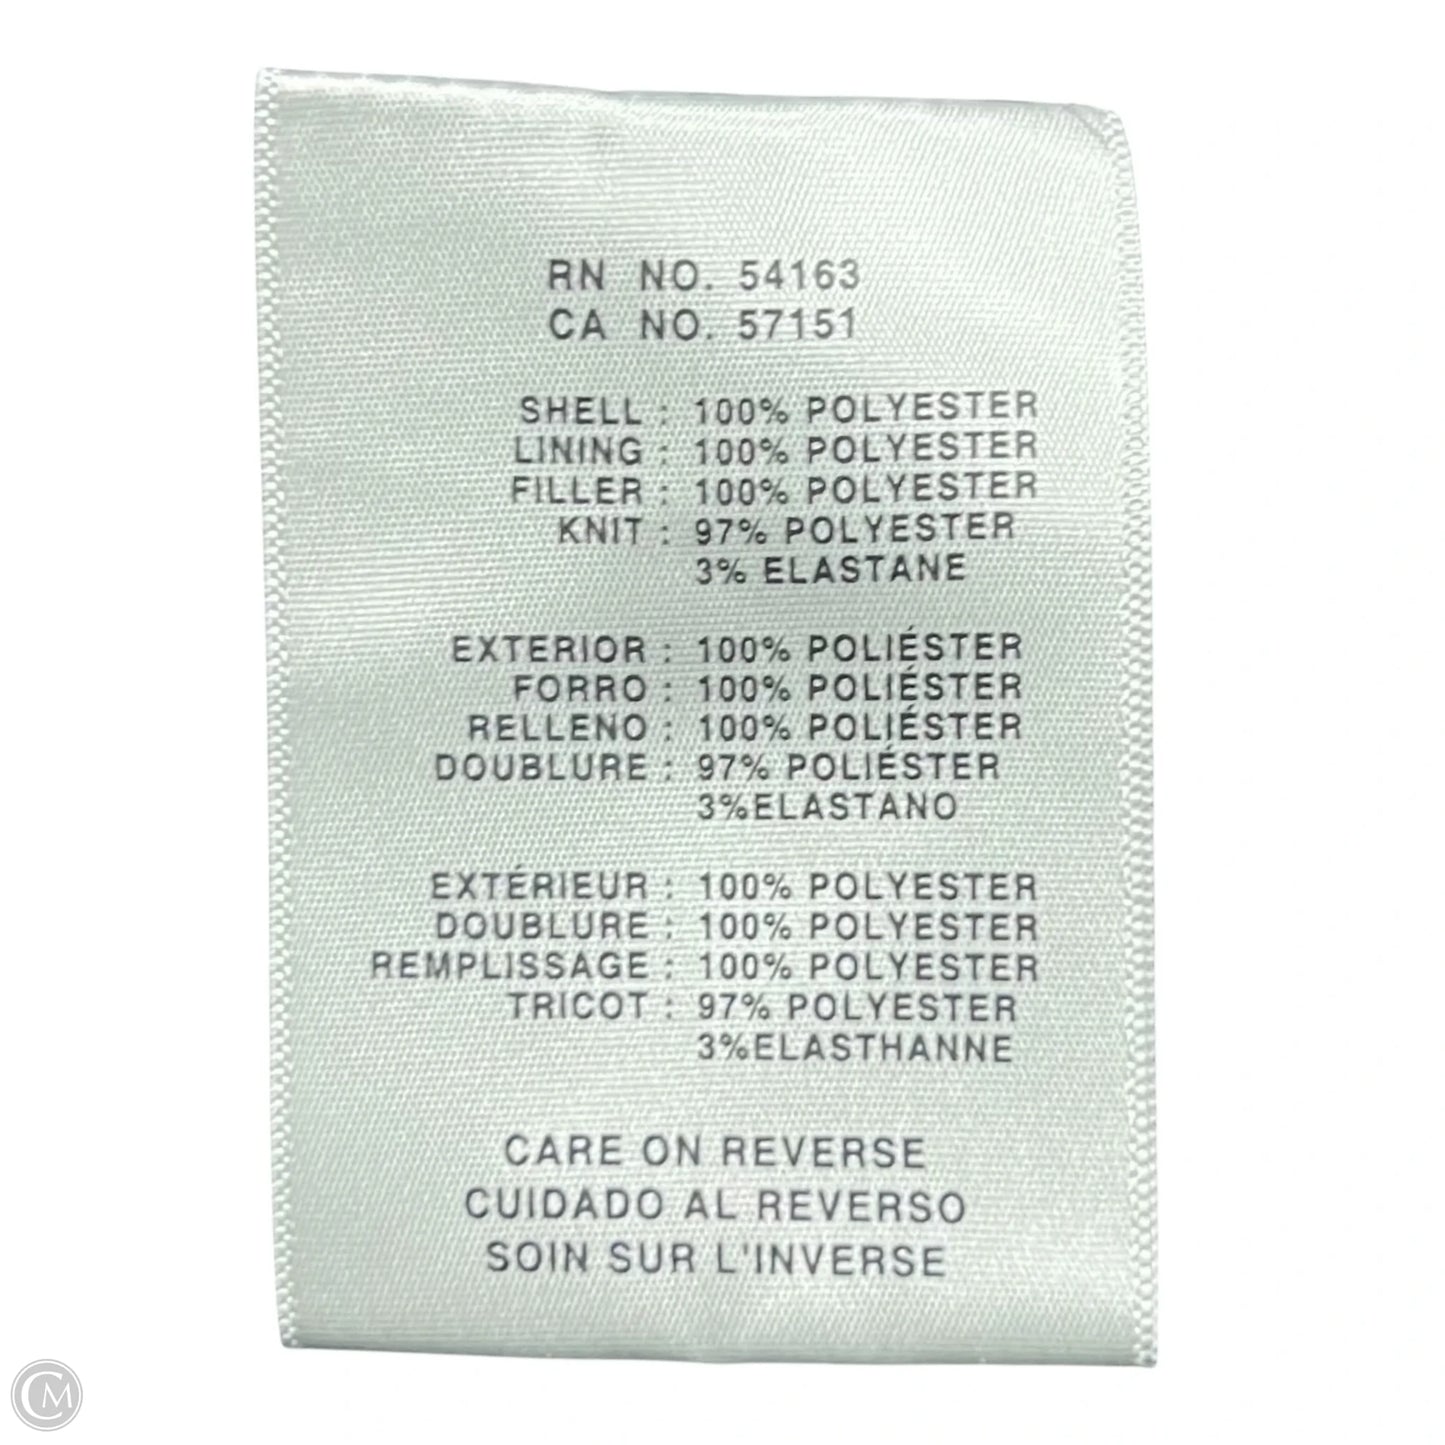 RN NO. 54163
CA NO. 57151
SHELL : 100% POLYESTER
LINING : 100% POLYESTER
FILLER : 100% POLYESTER
KNIT : 97% POLYESTER
3% ELASTANE
EXTERIOR : 100% POLIÉSTER
FORRO : 100% POLIÉSTER
RELLENO : 100% POLIÉSTER
DOUBLURE : 97% POLIÉSTER
3%ELASTANO
EXTÉRIEUR : 100% POLYESTER
DOUBLURE : 100% POLYESTER
REMPLISSAGE : 100% POLYESTER
TRICOT : 97% POLYESTER
3%ELASTHANNE
CARE ON REVERSE
CUIDADO AL REVERSO
SOIN SUR L'INVERSE
CM